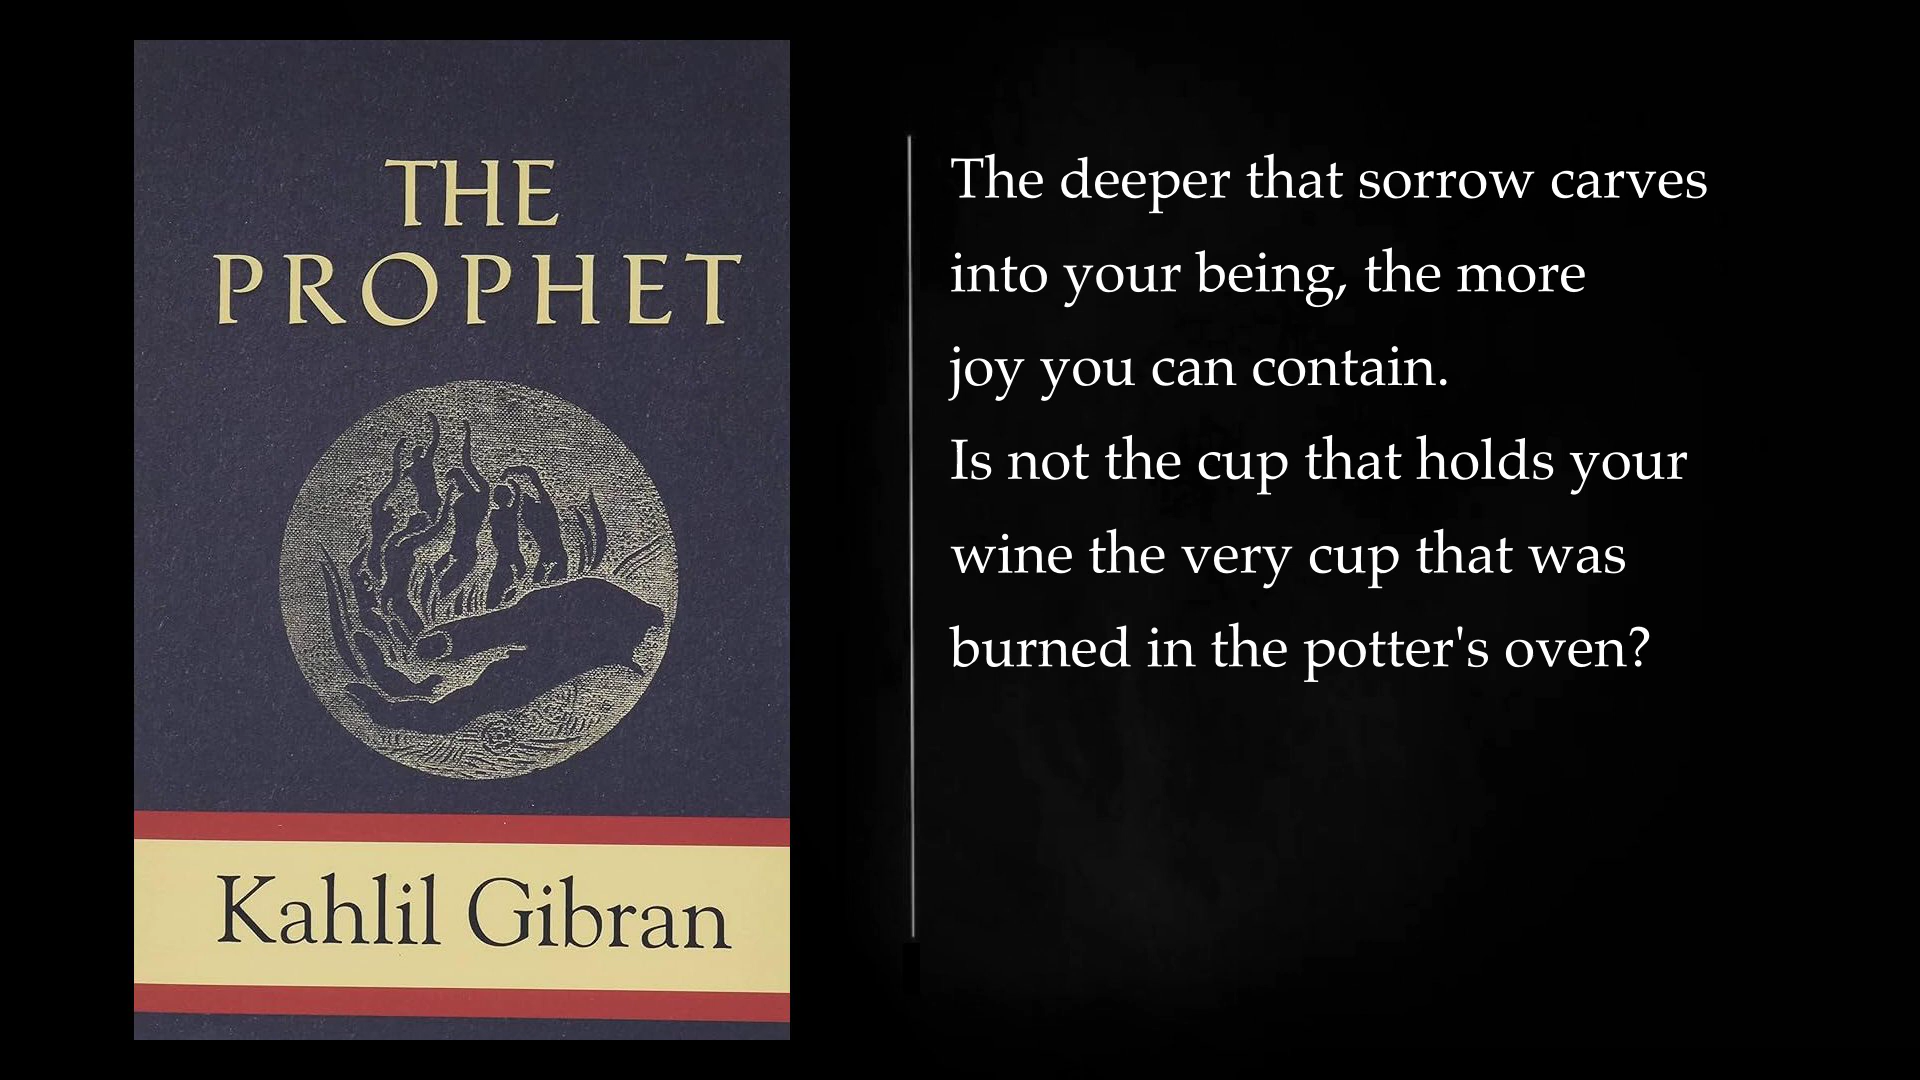 THE
PROPHET
Kahlil Gibran
The deeper that sorrow carves
into your being, the more
joy you can contain.
Is not the cup that holds your
wine the very cup that was
burned in the potter's oven?